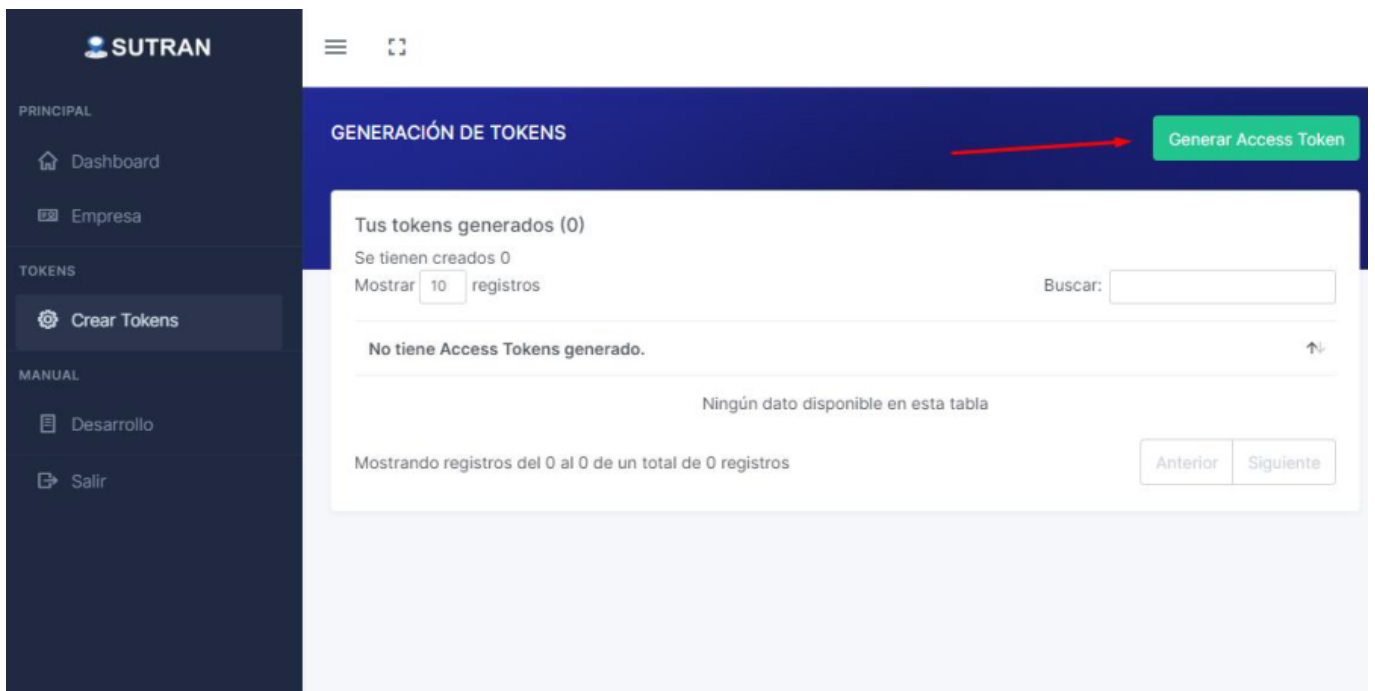 SUTRAN
PRINCIPAL
Dashboard
Empresa
TOKENS
Crear Tokens
MANUAL
Desarrollo
Salir
GENERACIÓN DE TOKENS
Generar Access Token
Tus tokens generados (0)
Se tienen creados 0
Mostrar 10 registros
Buscar:
No tiene Access Tokens generado.
Ningún dato disponible en esta tabla
Mostrando registros del 0 al 0 de un total de 0 registros
Anterior Siguiente